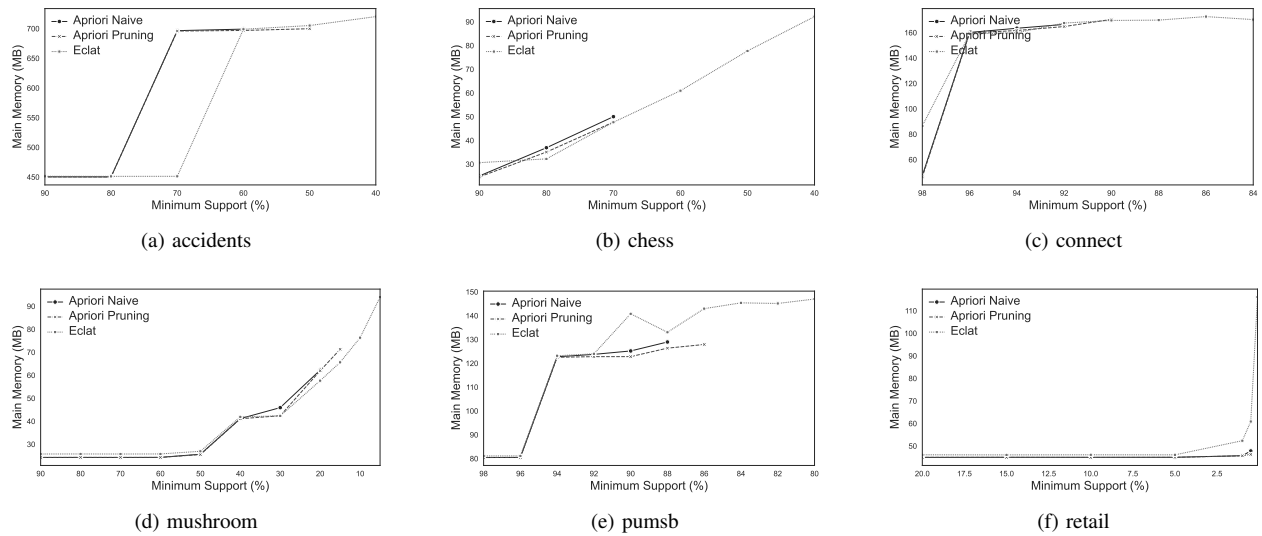 Apriori Naive
Apriori Pruning
Eclat
Main Memory (MB)
700
650
600
550
500
450
90 80 70 60 50 40
Minimum Support (%)
(a) accidents
Apriori Naive
Apriori Pruning
Eclat
Main Memory (MB)
90
80
70
60
50
40
30
90 80 70 60 50 40
Minimum Support (%)
(b) chess
Apriori Naive
Apriori Pruning
Eclat
Main Memory (MB)
160
140
120
100
80
60
98 96 94 92 90 88 86 84
Minimum Support (%)
(c) connect
Apriori Naive
Apriori Pruning
Eclat
Main Memory (MB)
90
80
70
60
50
40
30
90 80 70 60 50 40 30 20 10
Minimum Support (%)
(d) mushroom
Apriori Naive
Apriori Pruning
Eclat
Main Memory (MB)
150
140
130
120
110
100
90
80
98 96 94 92 90 88 86 84 82 80
Minimum Support (%)
(e) pumsb
Apriori Naive
Apriori Pruning
Eclat
Main Memory (MB)
110
100
90
80
70
60
50
20.0 17.5 15.0 12.5 10.0 7.5 5.0 2.5
Minimum Support (%)
(f) retail